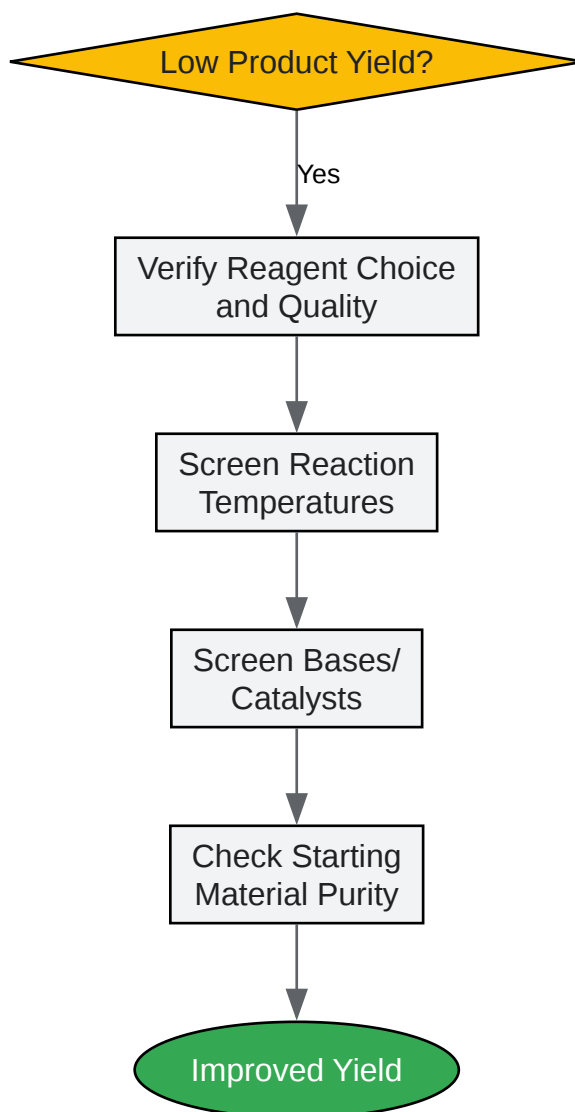 Low Product Yield?
Yes
Verify Reagent Choice
and Quality
Screen Reaction
Temperatures
Screen Bases/
Catalysts
Check Starting
Material Purity
Improved Yield